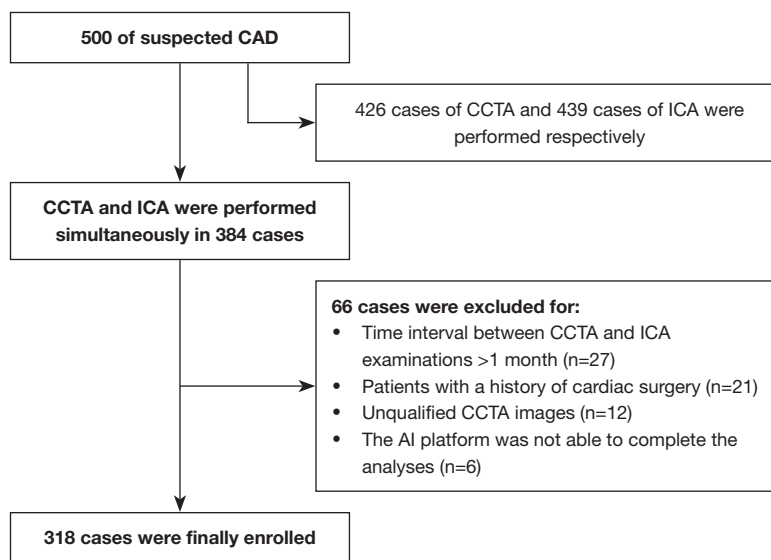 500 of suspected CAD
426 cases of CCTA and 439 cases of ICA were
performed respectively
CCTA and ICA were performed
simultaneously in 384 cases
66 cases were excluded for:
• Time interval between CCTA and ICA
examinations >1 month (n=27)
• Patients with a history of cardiac surgery (n=21)
• Unqualified CCTA images (n=12)
• The AI platform was not able to complete the
analyses (n=6)
318 cases were finally enrolled